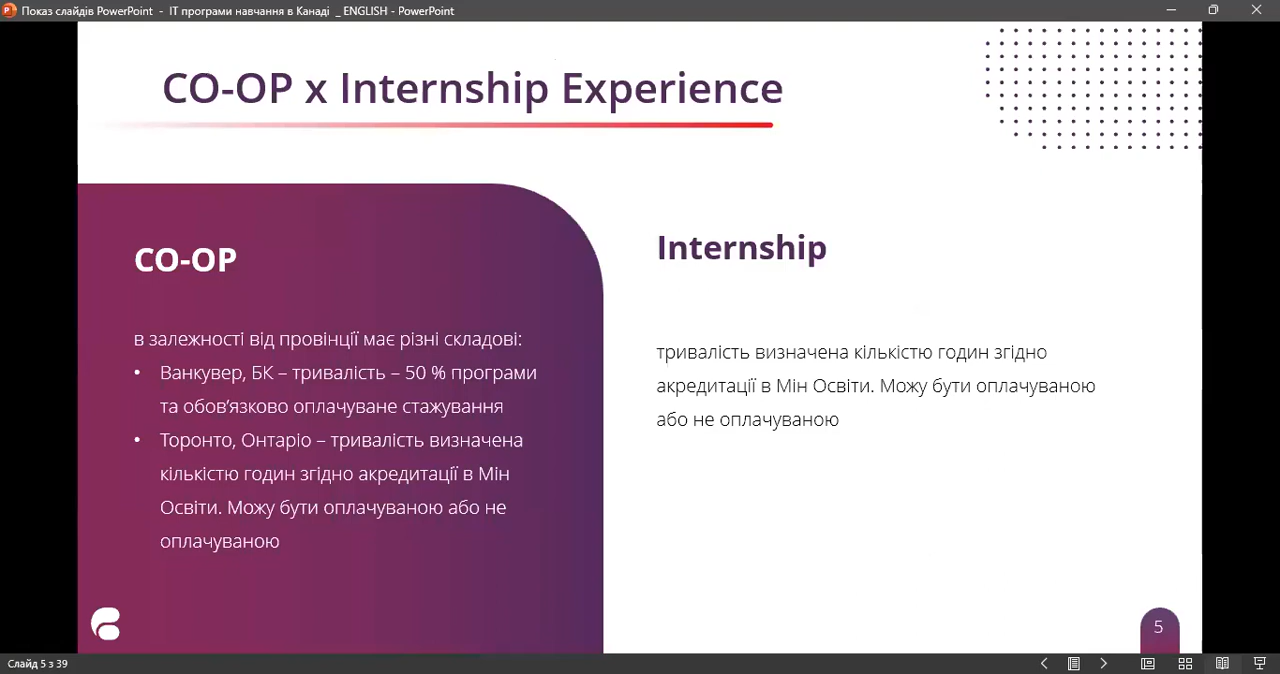 Показ слайдів PowerPoint - ІТ програми навчання в Канаді _ ENGLISH - PowerPoint
CO-OP x Internship Experience
CO-OP
в залежності від провінції має різні складові:
• Ванкувер, БК – тривалість – 50 % програми
та обов’язково оплачуване стажування
• Торонто, Онтаріо – тривалість визначена
кількістю годин згідно акредитації в Мін
Освіти. Можу бути оплачуваною або не
оплачуваною
Internship
тривалість визначена кількістю годин згідно
акредитації в Мін Освіти. Можу бути оплачуваною
або не оплачуваною
5
Слайд 5 з 39